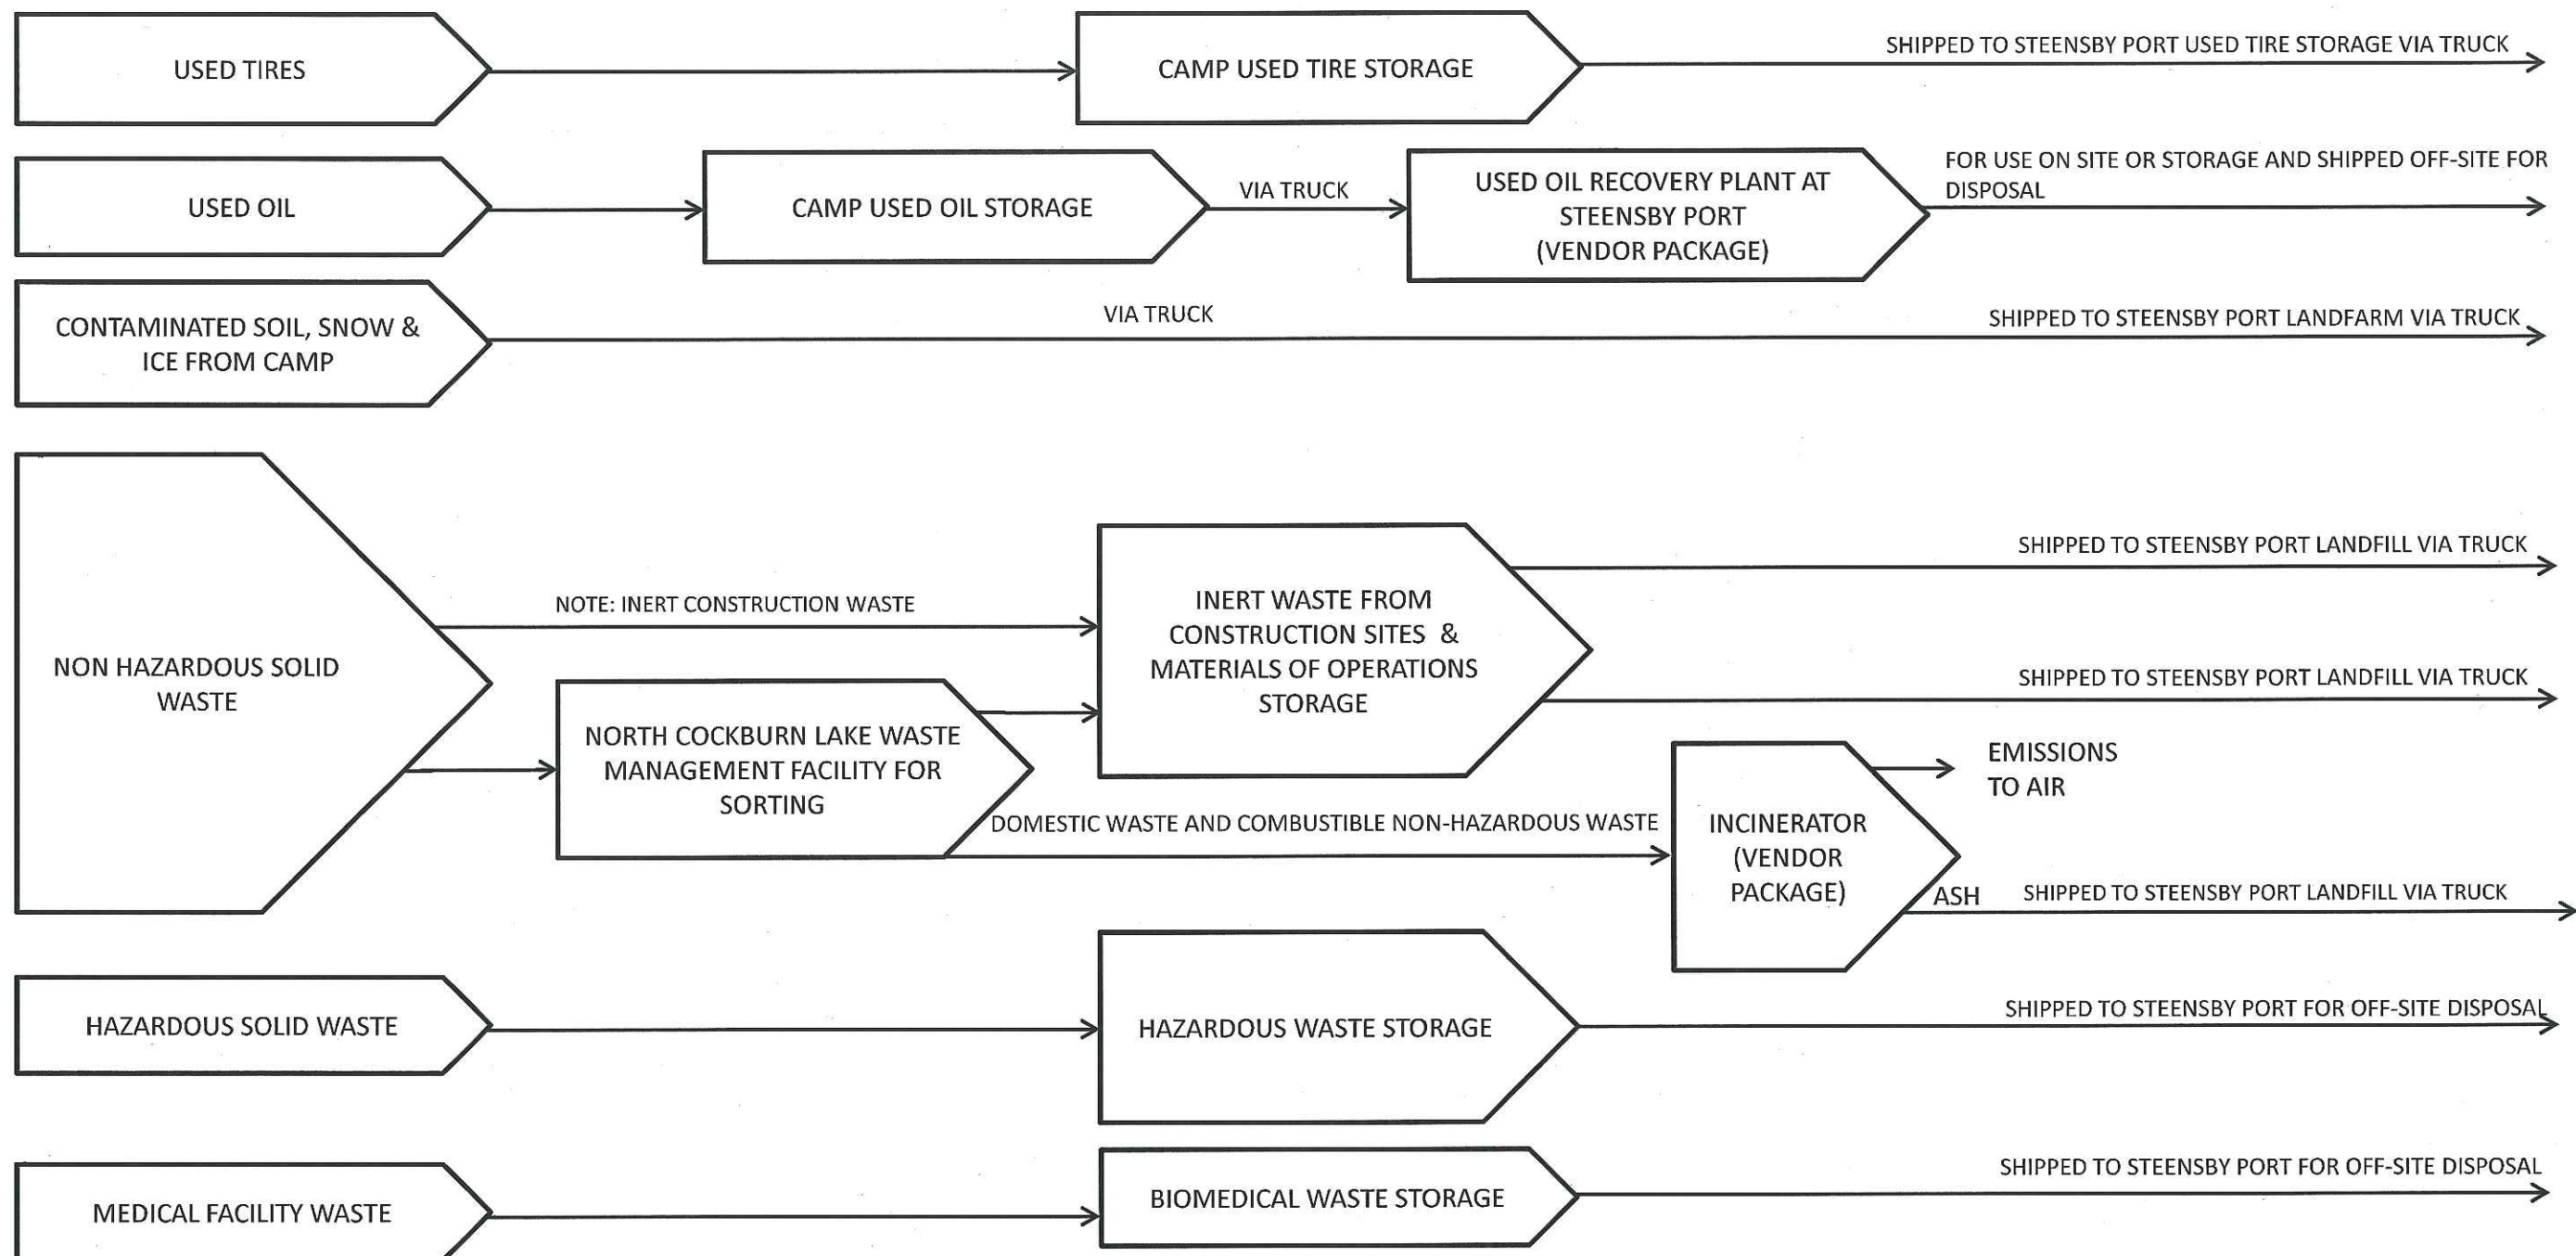 USED TIRES
CAMP USED TIRE STORAGE
SHIPPED TO STEENSBY PORT USED TIRE STORAGE VIA TRUCK
USED OIL
CAMP USED OIL STORAGE
VIA TRUCK
USED OIL RECOVERY PLANT AT
STEENSBY PORT
(VENDOR PACKAGE)
FOR USE ON SITE OR STORAGE AND SHIPPED OFF-SITE FOR
DISPOSAL
CONTAMINATED SOIL, SNOW &
ICE FROM CAMP
VIA TRUCK
SHIPPED TO STEENSBY PORT LANDFARM VIA TRUCK
NON HAZARDOUS SOLID
WASTE
NOTE: INERT CONSTRUCTION WASTE
INERT WASTE FROM
CONSTRUCTION SITES &
MATERIALS OF OPERATIONS
STORAGE
SHIPPED TO STEENSBY PORT LANDFILL VIA TRUCK
SHIPPED TO STEENSBY PORT LANDFILL VIA TRUCK
NORTH COCKBURN LAKE WASTE
MANAGEMENT FACILITY FOR
SORTING
DOMESTIC WASTE AND COMBUSTIBLE NON-HAZARDOUS WASTE
INCINERATOR
(VENDOR
PACKAGE)
EMISSIONS
TO AIR
ASH
SHIPPED TO STEENSBY PORT LANDFILL VIA TRUCK
HAZARDOUS SOLID WASTE
HAZARDOUS WASTE STORAGE
SHIPPED TO STEENSBY PORT FOR OFF-SITE DISPOSAL
MEDICAL FACILITY WASTE
BIOMEDICAL WASTE STORAGE
SHIPPED TO STEENSBY PORT FOR OFF-SITE DISPOSAL